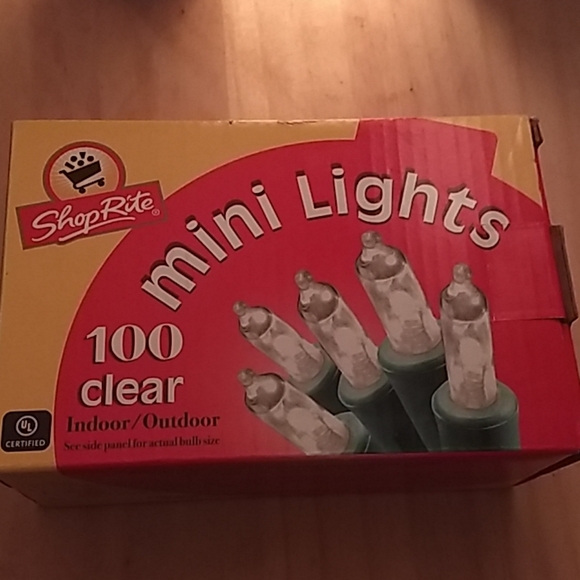 ShopRite®
mini Lights
100
clear
Indoor/Outdoor
See side panel for actual bulb size
UL
CERTIFIED